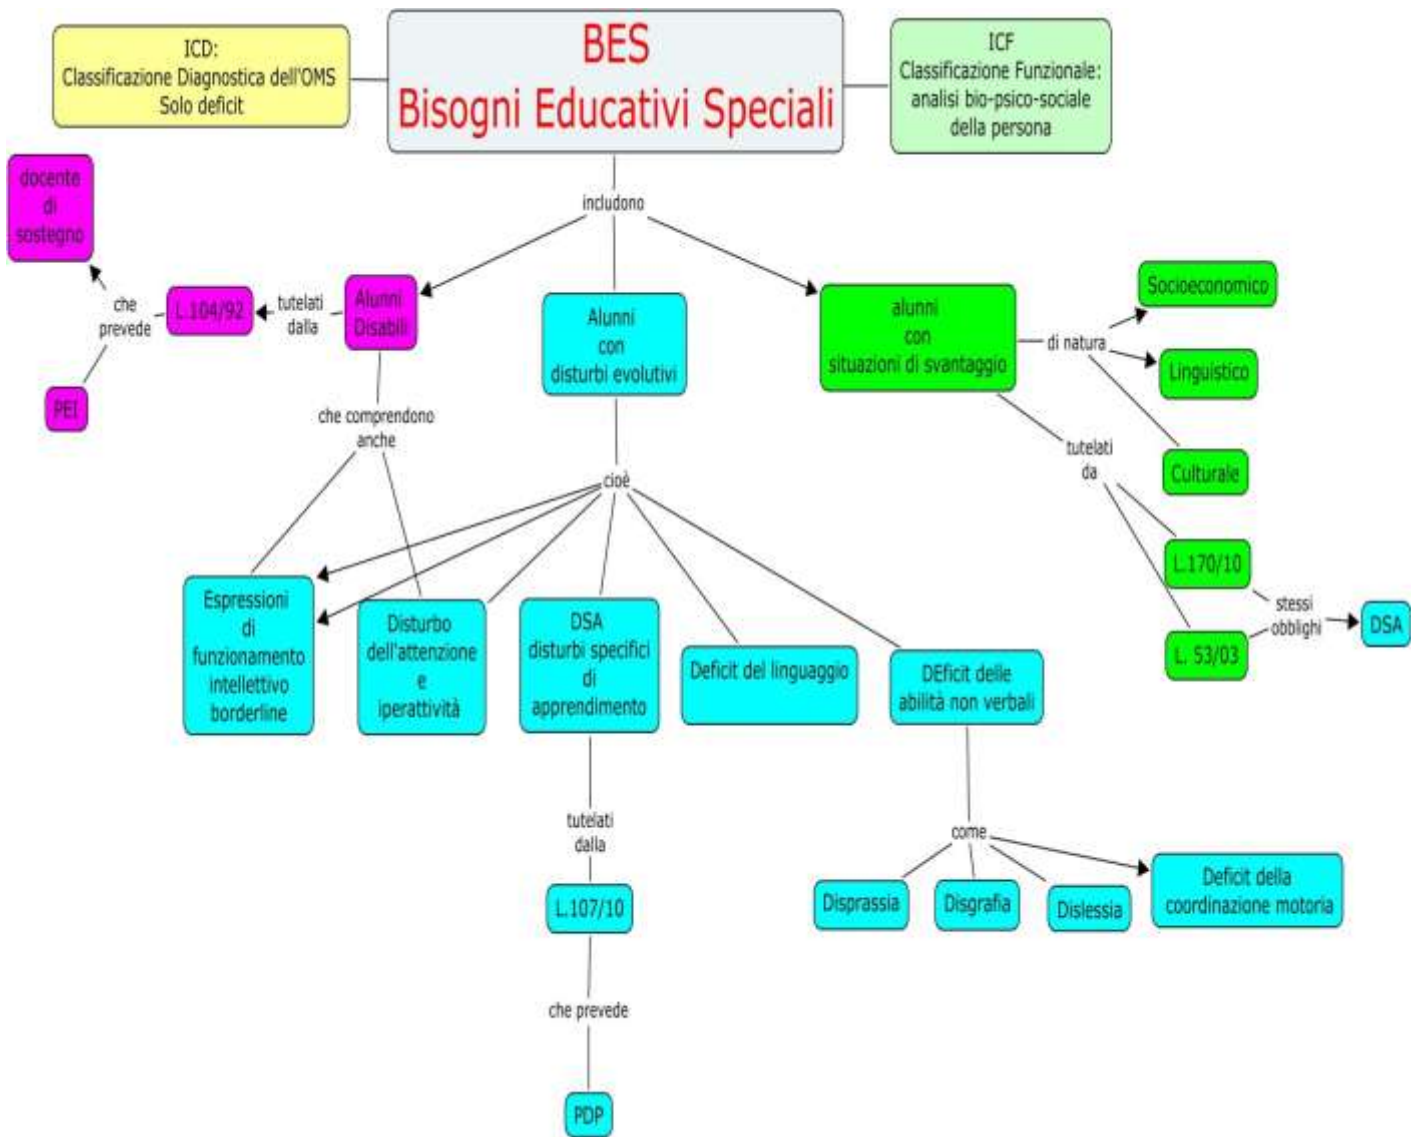 ICD:
Classificazione Diagnostica dell'OMS
Solo deficit
BES
Bisogni Educativi Speciali
ICF
Classificazione Funzionale:
analisi bio-psico-sociale
della persona
includono
docente
di
sostegno
che
prevede
PEI
L.104/92
tutelati
dalla
Alunni
Disabili
che comprendono
anche
Alunni
con
disturbi evolutivi
cioè
alunni
con
situazioni di svantaggio
di natura
Socioeconomico
Linguistico
Culturale
tutelati
da
L.170/10
L. 53/03
stessi
obblighi
DSA
Espressioni
di
funzionamento
intellettivo
borderline
Disturbo
dell'attenzione
e
iperattività
DSA
disturbi specifici
di
apprendimento
Deficit del linguaggio
DEficit delle
abilità non verbali
tutelati
dalla
L.107/10
che prevede
PDP
come
Disprassia
Disgrafia
Dislessia
Deficit della
coordinazione motoria